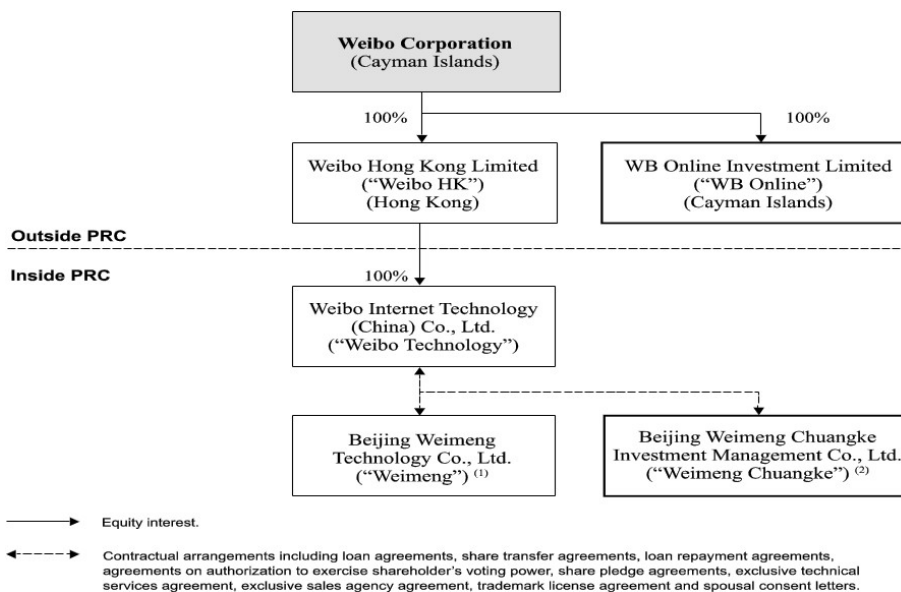 Weibo Corporation
(Cayman Islands)
100%
100%
Weibo Hong Kong Limited
(“Weibo HK”)
(Hong Kong)
WB Online Investment Limited
(“WB Online”)
(Cayman Islands)
Outside PRC
Inside PRC
100%
Weibo Internet Technology
(China) Co., Ltd.
(“Weibo Technology”)
Beijing Weimeng
Technology Co., Ltd.
(“Weimeng”) (1)
Beijing Weimeng Chuangke
Investment Management Co., Ltd.
(“Weimeng Chuangke”) (2)
Equity interest.
Contractual arrangements including loan agreements, share transfer agreements, loan repayment agreements,
agreements on authorization to exercise shareholder’s voting power, share pledge agreements, exclusive technical
services agreement, exclusive sales agency agreement, trademark license agreement and spousal consent letters.